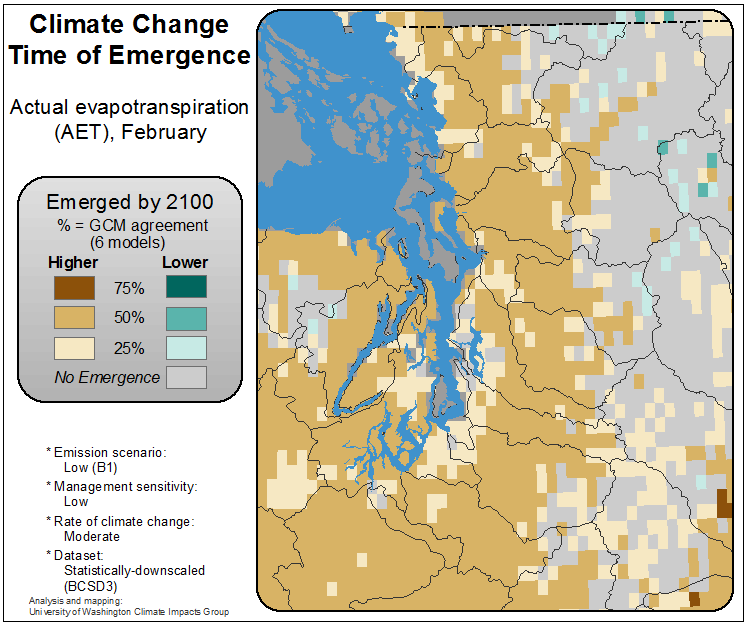 Climate Change
Time of Emergence
Actual evapotranspiration
(AET), February
Emerged by 2100
% = GCM agreement
(6 models)
Higher Lower
75%
50%
25%
No Emergence
* Emission scenario:
Low (B1)
* Management sensitivity:
Low
* Rate of climate change:
Moderate
* Dataset:
Statistically-downscaled
(BCSD3)
Analysis and mapping:
University of Washington Climate Impacts Group